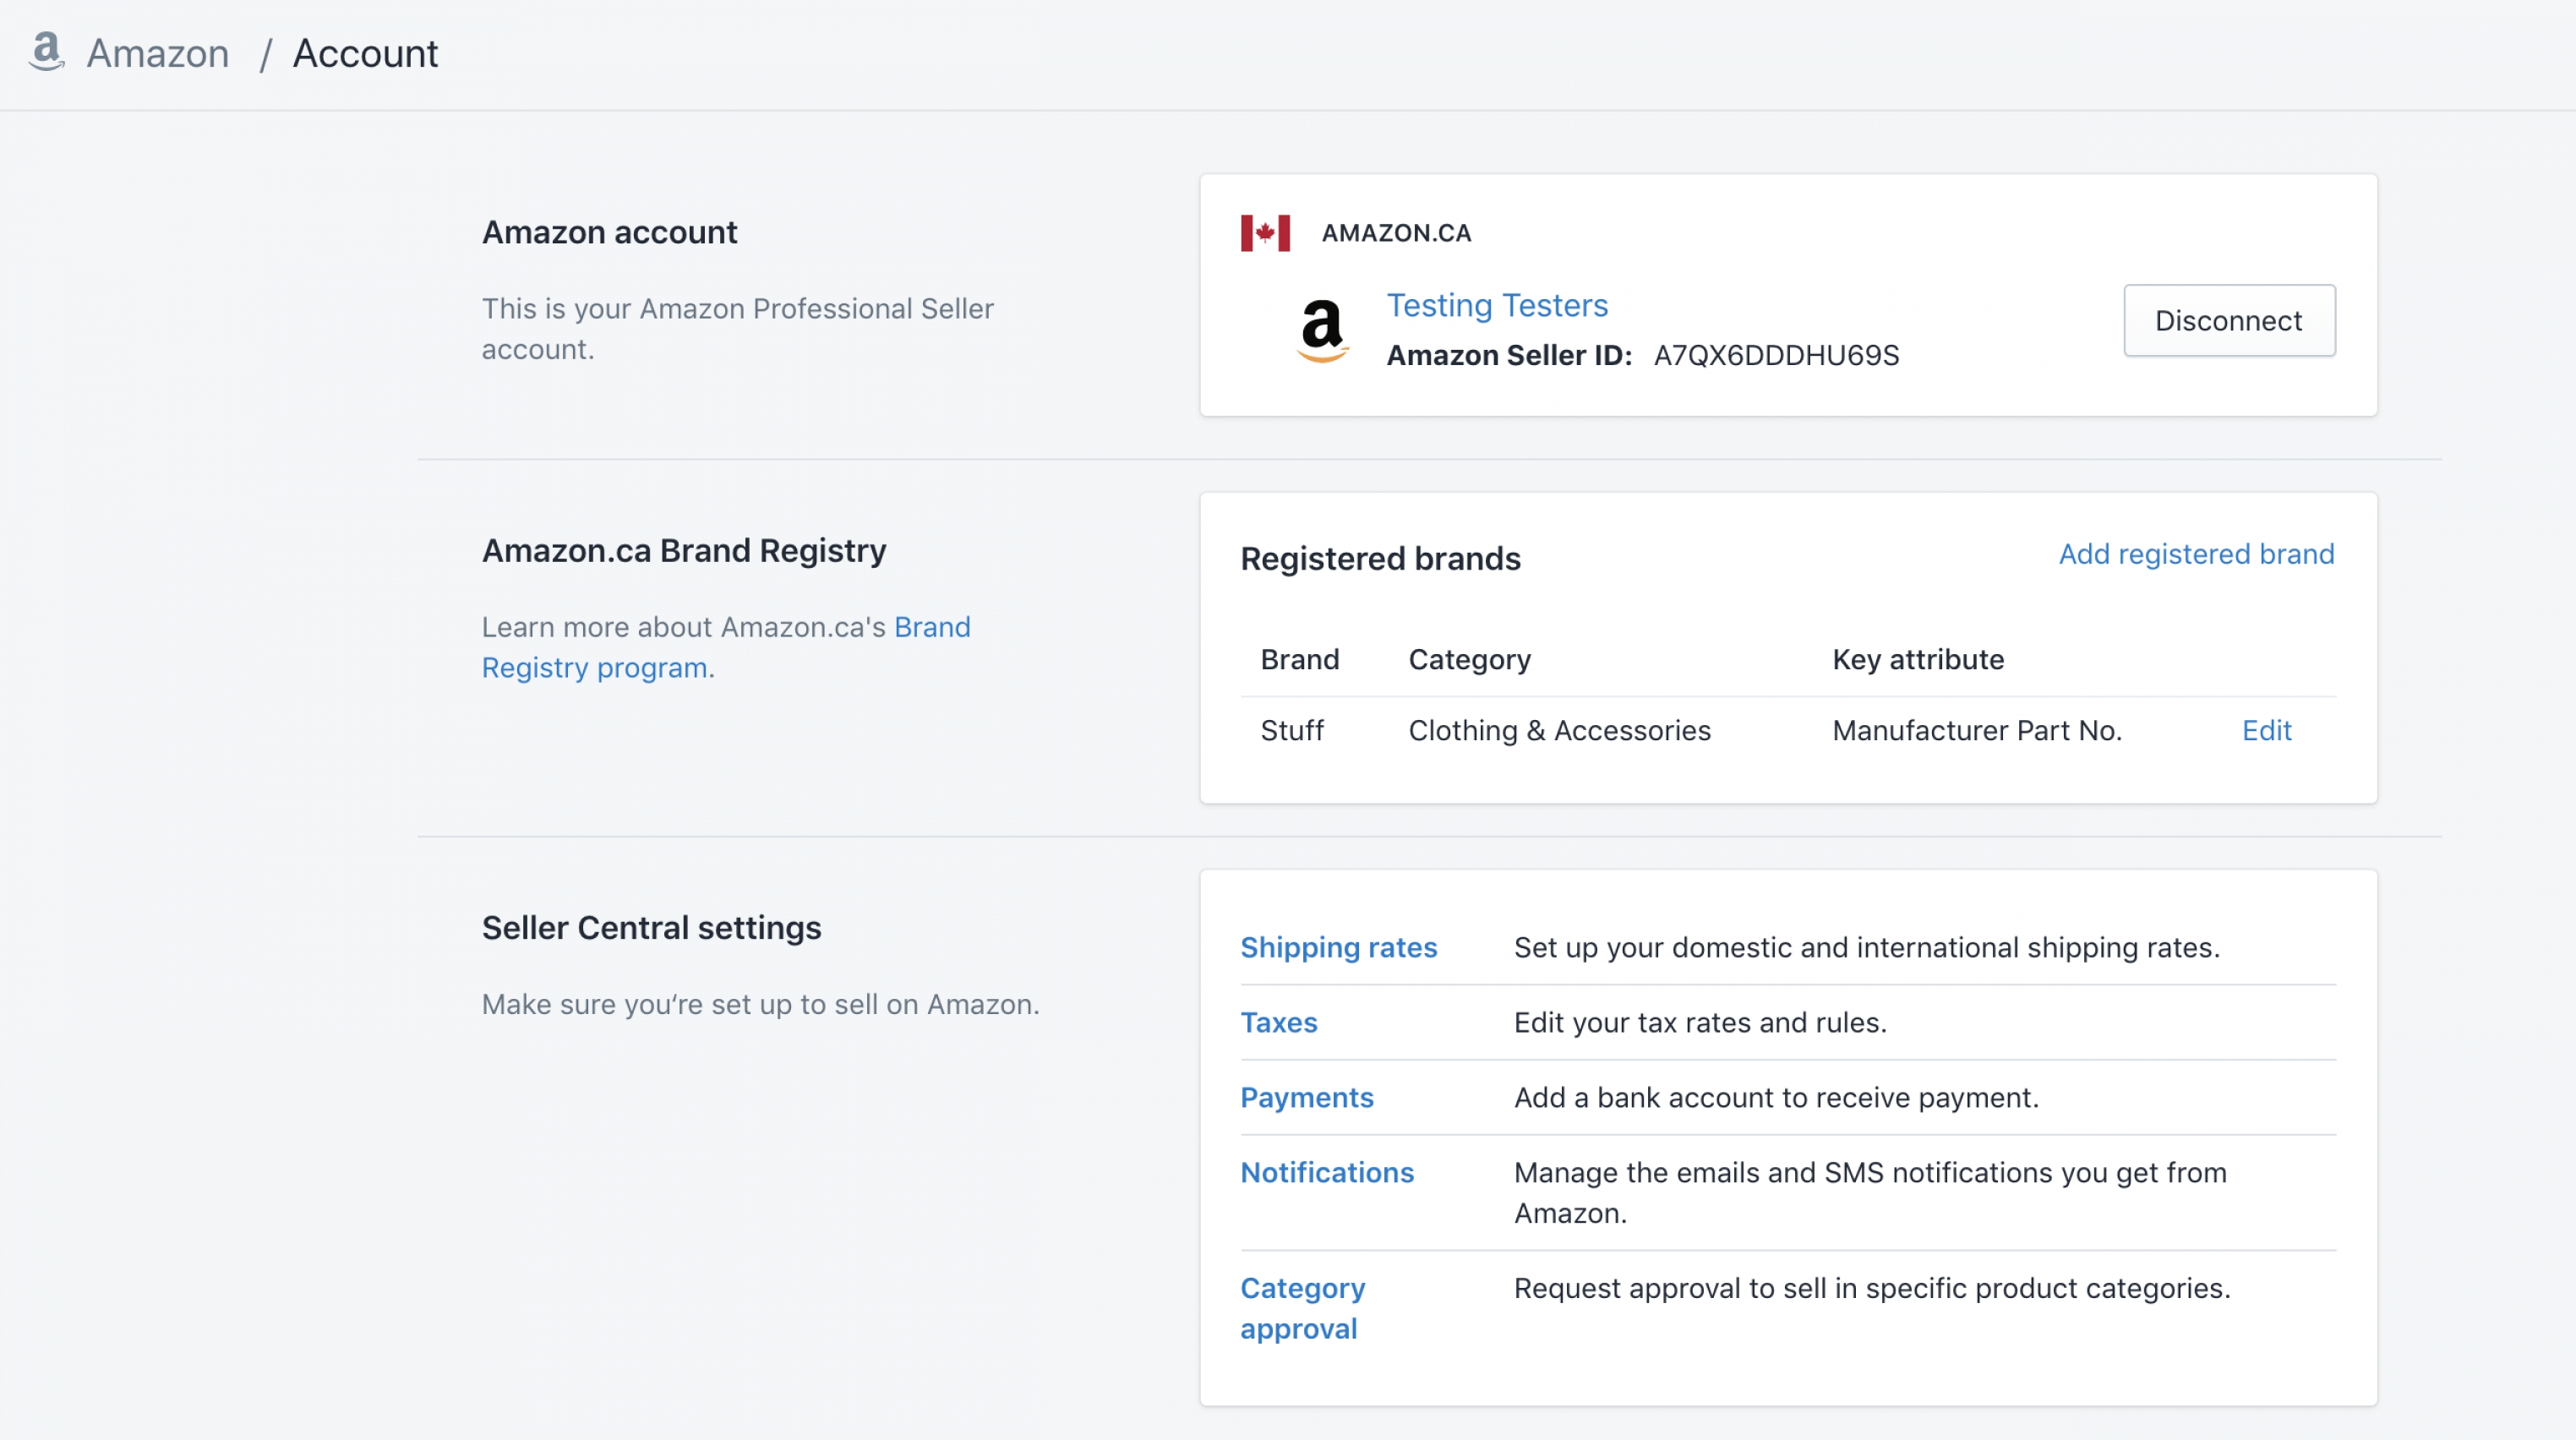 Amazon / Account
Amazon account
This is your Amazon Professional Seller
account.
AMAZON.CA
Testing Testers
Amazon Seller ID: A7QX6DDDHU69S
Disconnect
Amazon.ca Brand Registry
Learn more about Amazon.ca's Brand
Registry program.
Registered brands
Add registered brand
Brand Category Key attribute
Stuff Clothing & Accessories Manufacturer Part No. Edit
Seller Central settings
Make sure you‘re set up to sell on Amazon.
Shipping rates Set up your domestic and international shipping rates.
Taxes Edit your tax rates and rules.
Payments Add a bank account to receive payment.
Notifications Manage the emails and SMS notifications you get from
Amazon.
Category Request approval to sell in specific product categories.
approval